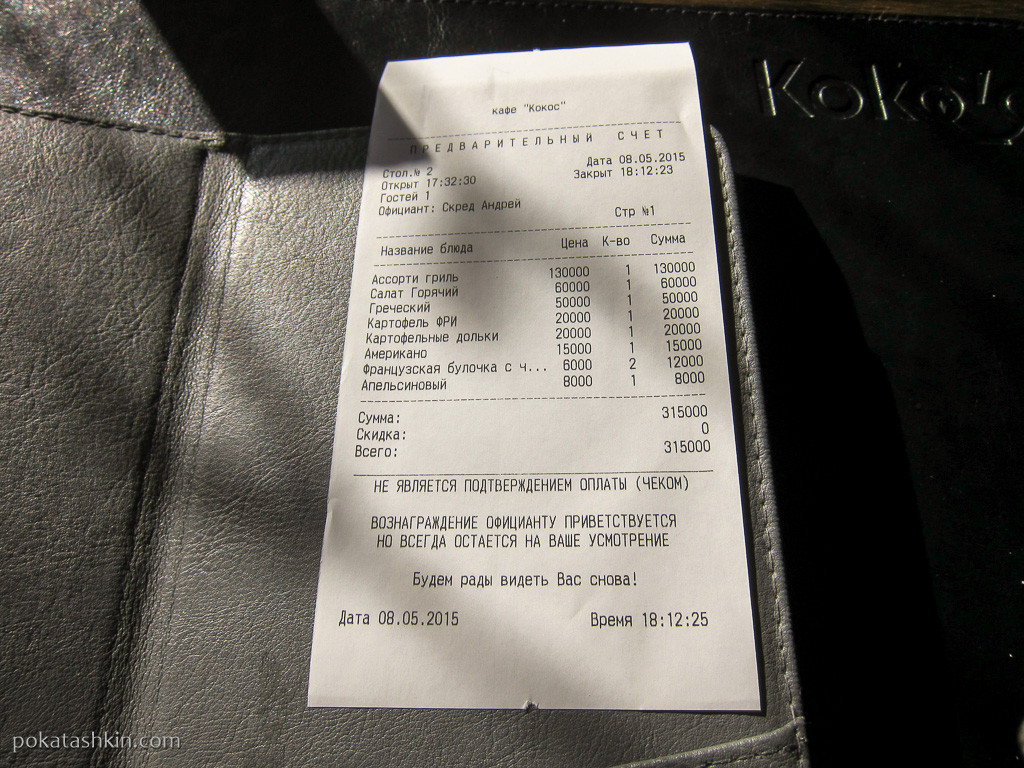 Koko's
кафе "Кокос"
ПРЕДВАРИТЕЛЬНЫЙ СЧЕТ
Стол.№ 2 Дата 08.05.2015
Открыт 17:32:30 Закрыт 18:12:23
Гостей 1
Официант: Скред Андрей
Стр №1
Название блюда Цена К-во Сумма
Ассорти гриль 130000 1 130000
Салат Горячий 60000 1 60000
Греческий 50000 1 50000
Картофель ФРИ 20000 1 20000
Картофельные дольки 20000 1 20000
Американо 15000 1 15000
Французская булочка с ч... 6000 2 12000
Апельсиновый 8000 1 8000
Сумма: 315000
Скидка: 0
Всего: 315000
НЕ ЯВЛЯЕТСЯ ПОДТВЕРЖДЕНИЕМ ОПЛАТЫ (ЧЕКОМ)
ВОЗНАГРАЖДЕНИЕ ОФИЦИАНТУ ПРИВЕТСТВУЕТСЯ
НО ВСЕГДА ОСТАЕТСЯ НА ВАШЕ УСМОТРЕНИЕ
Будем рады видеть Вас снова!
Дата 08.05.2015 Время 18:12:25
pokatashkin.com